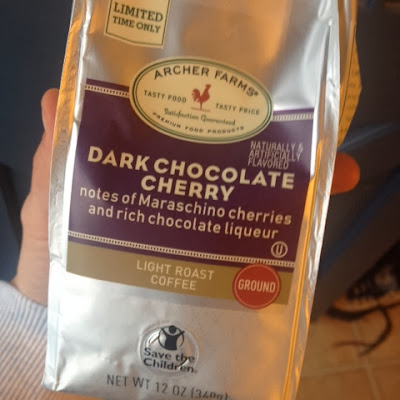 LIMITED
TIME ONLY
ARCHER FARMS®
TASTY FOOD TASTY PRICE
Satisfaction Guaranteed
PREMIUM FOOD PRODUCTS
NATURALLY &
ARTIFICIALLY
FLAVORED
DARK CHOCOLATE
CHERRY
notes of Maraschino cherries
and rich chocolate liqueur
U
LIGHT ROAST
COFFEE
GROUND
Save the
Children®
NET WT 12 OZ (340g)